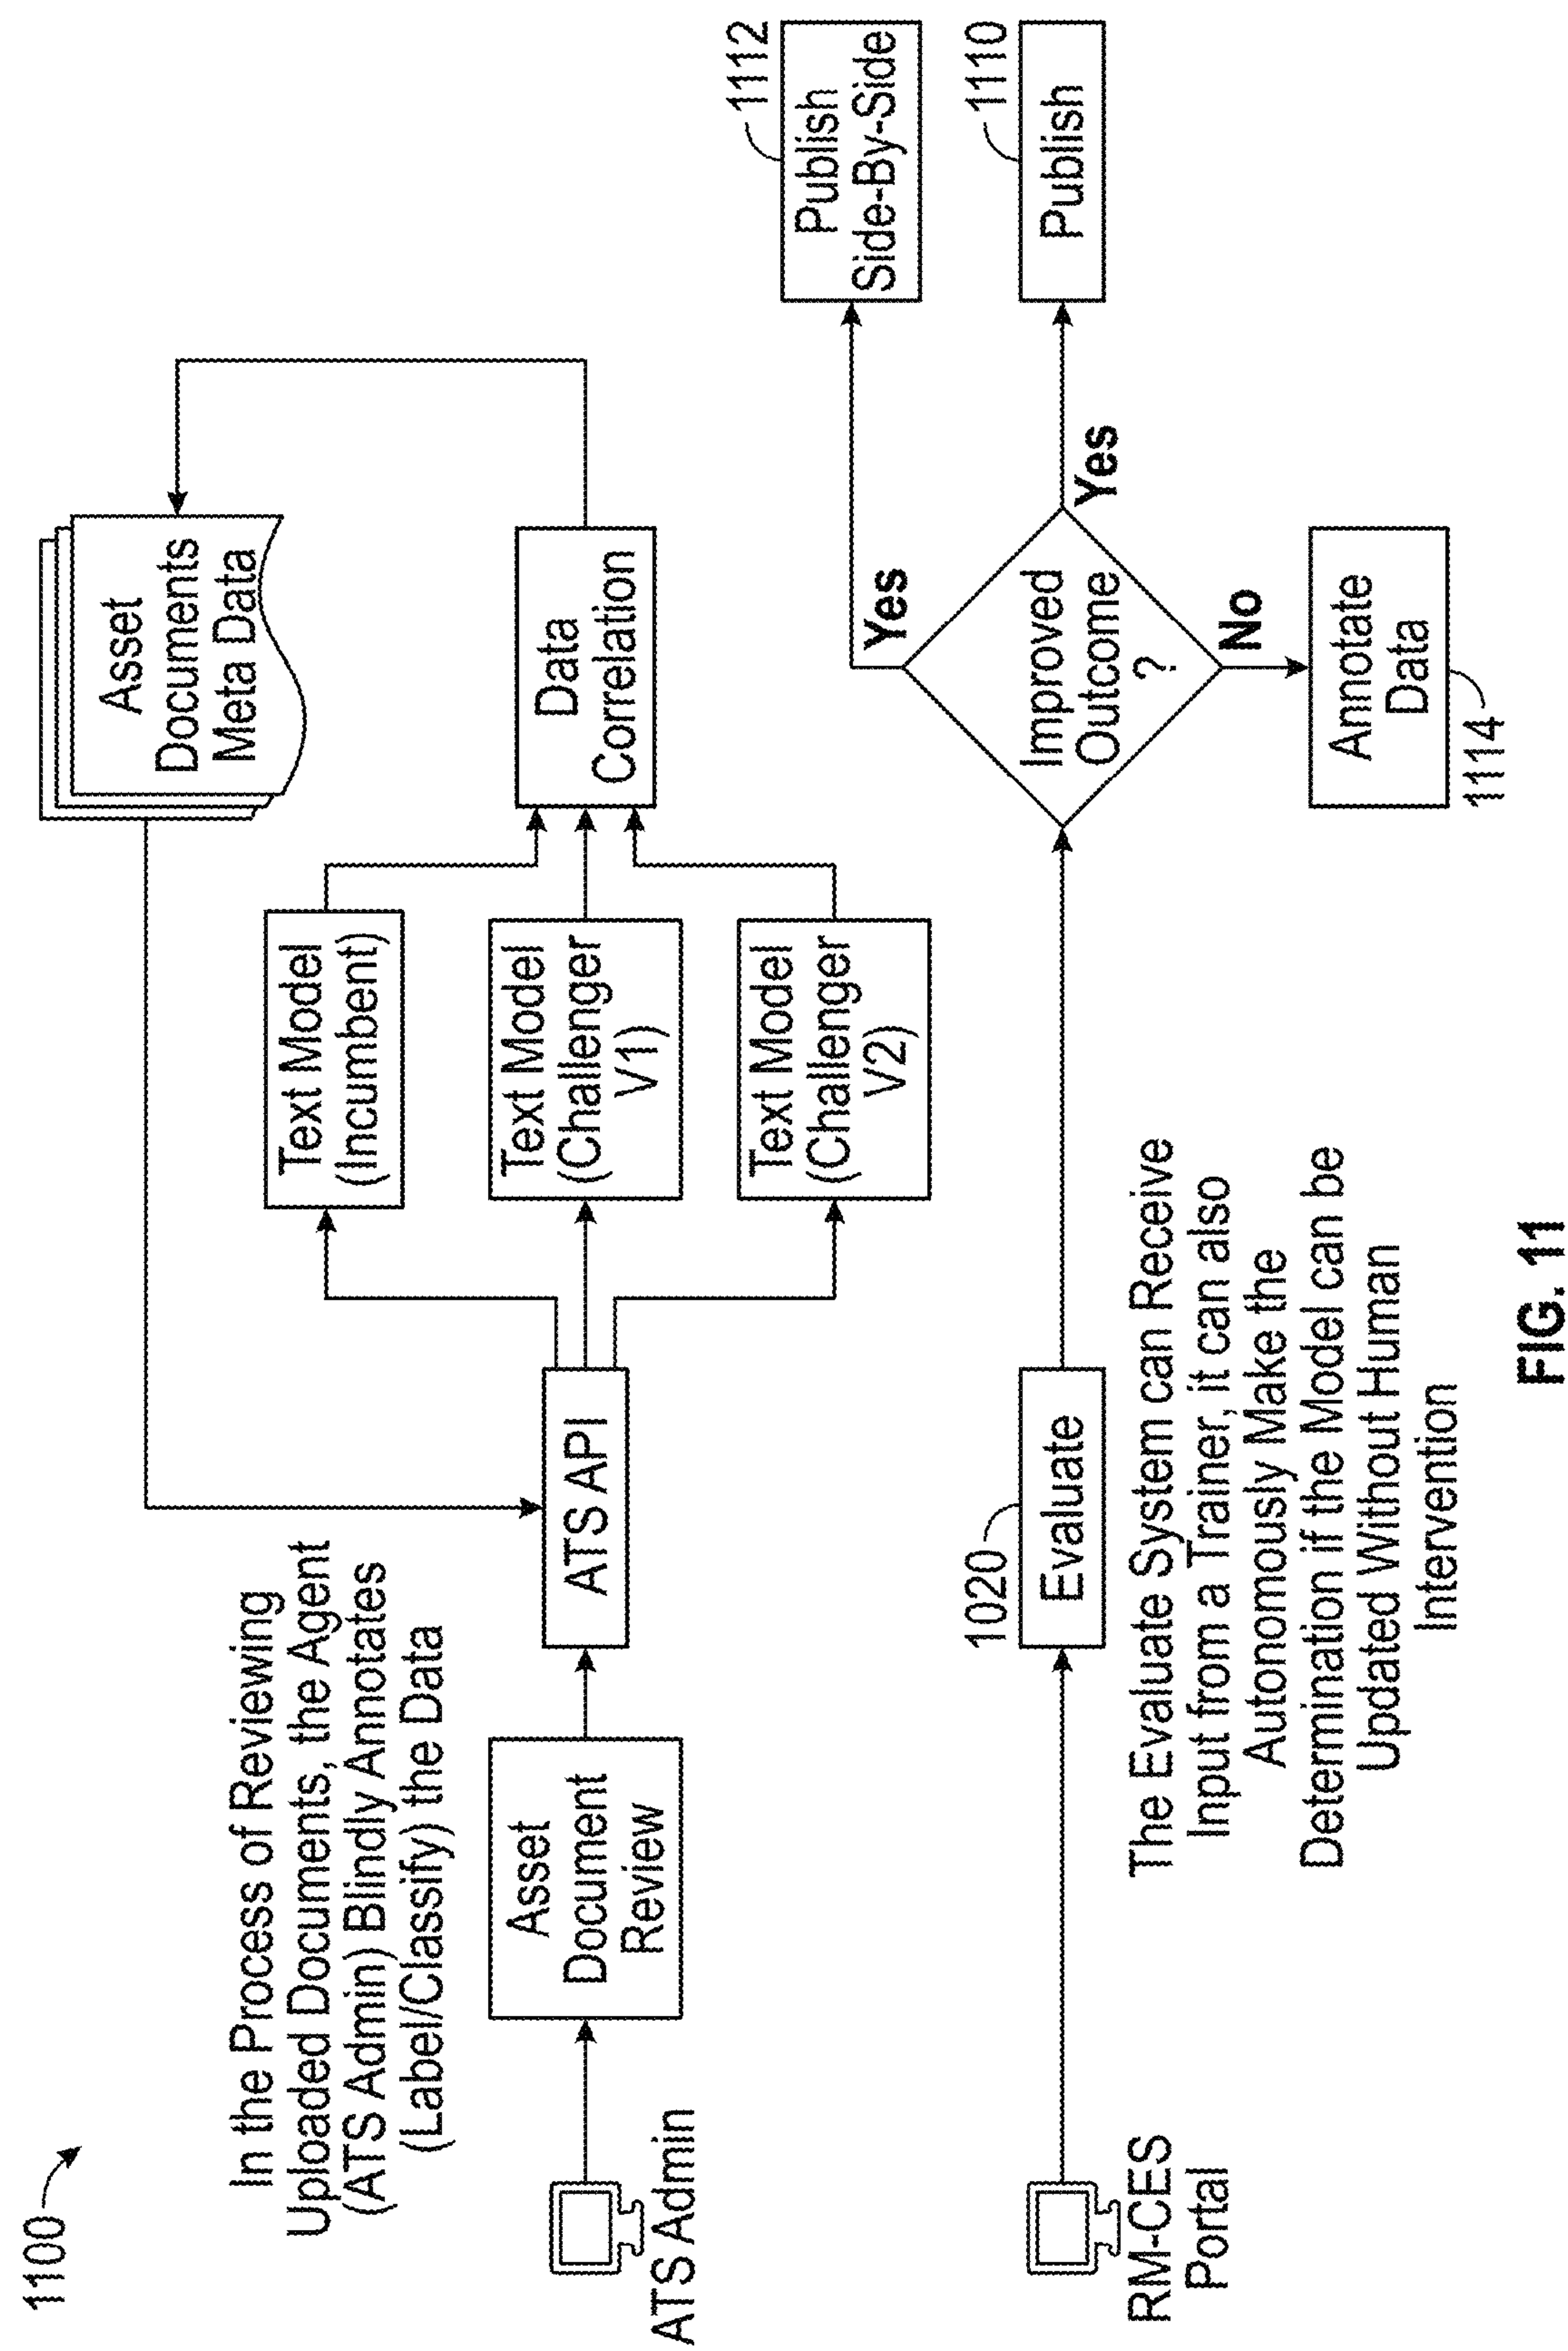 1100
In the Process of Reviewing
Uploaded Documents, the Agent
(ATS Admin) Blindly Annotates
(Label/Classify) the Data
ATS Admin
Asset
Document
Review
ATS API
Text Model
(Incumbent)
Text Model
(Challenger
V1)
Text Model
(Challenger
V2)
Data
Correlation
Asset
Documents
Meta Data
RM-CES
Portal
1020
Evaluate
The Evaluate System can Receive
Input from a Trainer, it can also
Autonomously Make the
Determination if the Model can be
Updated Without Human
Intervention
Improved
Outcome
?
Yes
Yes
No
Publish
Side-By-Side
1112
Publish
1110
Annotate
Data
1114
FIG. 11